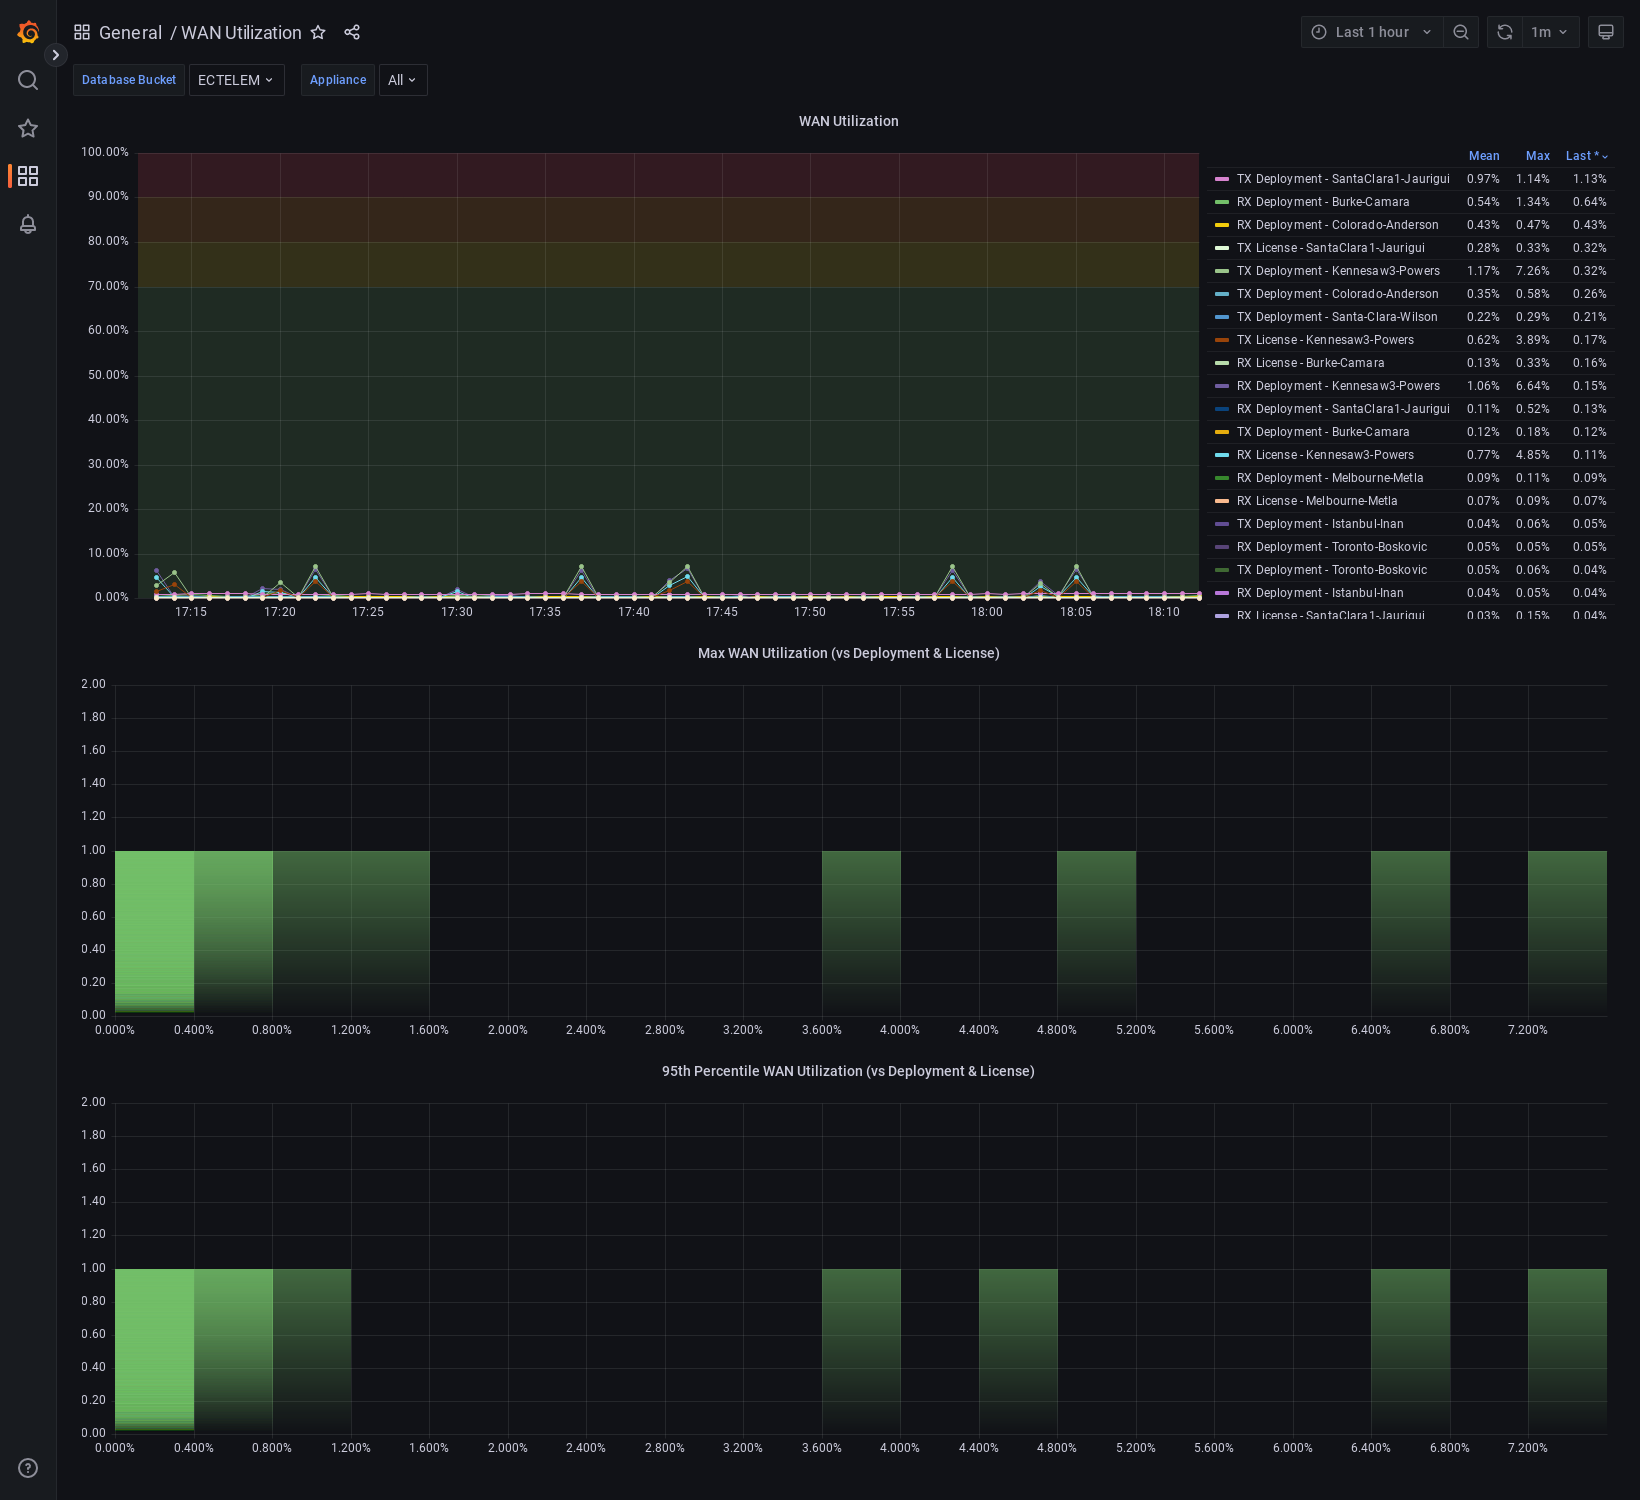 General / WAN Utilization
Last 1 hour
1m
Database Bucket ECTELEM Appliance All
WAN Utilization
100.00%
90.00%
80.00%
70.00%
60.00%
50.00%
40.00%
30.00%
20.00%
10.00%
0.00%
17:15 17:20 17:25 17:30 17:35 17:40 17:45 17:50 17:55 18:00 18:05 18:10
Mean Max Last *
TX Deployment - SantaClara1-Jaurigui 0.97% 1.14% 1.13%
RX Deployment - Burke-Camara 0.54% 1.34% 0.64%
RX Deployment - Colorado-Anderson 0.43% 0.47% 0.43%
TX License - SantaClara1-Jaurigui 0.28% 0.33% 0.32%
TX Deployment - Kennesaw3-Powers 1.17% 7.26% 0.32%
TX Deployment - Colorado-Anderson 0.35% 0.58% 0.26%
TX Deployment - Santa-Clara-Wilson 0.22% 0.29% 0.21%
TX License - Kennesaw3-Powers 0.62% 3.89% 0.17%
RX License - Burke-Camara 0.13% 0.33% 0.16%
RX Deployment - Kennesaw3-Powers 1.06% 6.64% 0.15%
RX Deployment - SantaClara1-Jaurigui 0.11% 0.52% 0.13%
TX Deployment - Burke-Camara 0.12% 0.18% 0.12%
RX License - Kennesaw3-Powers 0.77% 4.85% 0.11%
RX Deployment - Melbourne-Metla 0.09% 0.11% 0.09%
RX License - Melbourne-Metla 0.07% 0.09% 0.07%
TX Deployment - Istanbul-Inan 0.04% 0.06% 0.05%
RX Deployment - Toronto-Boskovic 0.05% 0.05% 0.05%
TX Deployment - Toronto-Boskovic 0.05% 0.06% 0.04%
RX Deployment - Istanbul-Inan 0.04% 0.05% 0.04%
RX License - SantaClara1-Jaurigui 0.03% 0.15% 0.04%
Max WAN Utilization (vs Deployment & License)
2.00
1.80
1.60
1.40
1.20
1.00
0.80
0.60
0.40
0.20
0.00
0.000% 0.400% 0.800% 1.200% 1.600% 2.000% 2.400% 2.800% 3.200% 3.600% 4.000% 4.400% 4.800% 5.200% 5.600% 6.000% 6.400% 6.800% 7.200%
95th Percentile WAN Utilization (vs Deployment & License)
2.00
1.80
1.60
1.40
1.20
1.00
0.80
0.60
0.40
0.20
0.00
0.000% 0.400% 0.800% 1.200% 1.600% 2.000% 2.400% 2.800% 3.200% 3.600% 4.000% 4.400% 4.800% 5.200% 5.600% 6.000% 6.400% 6.800% 7.200%